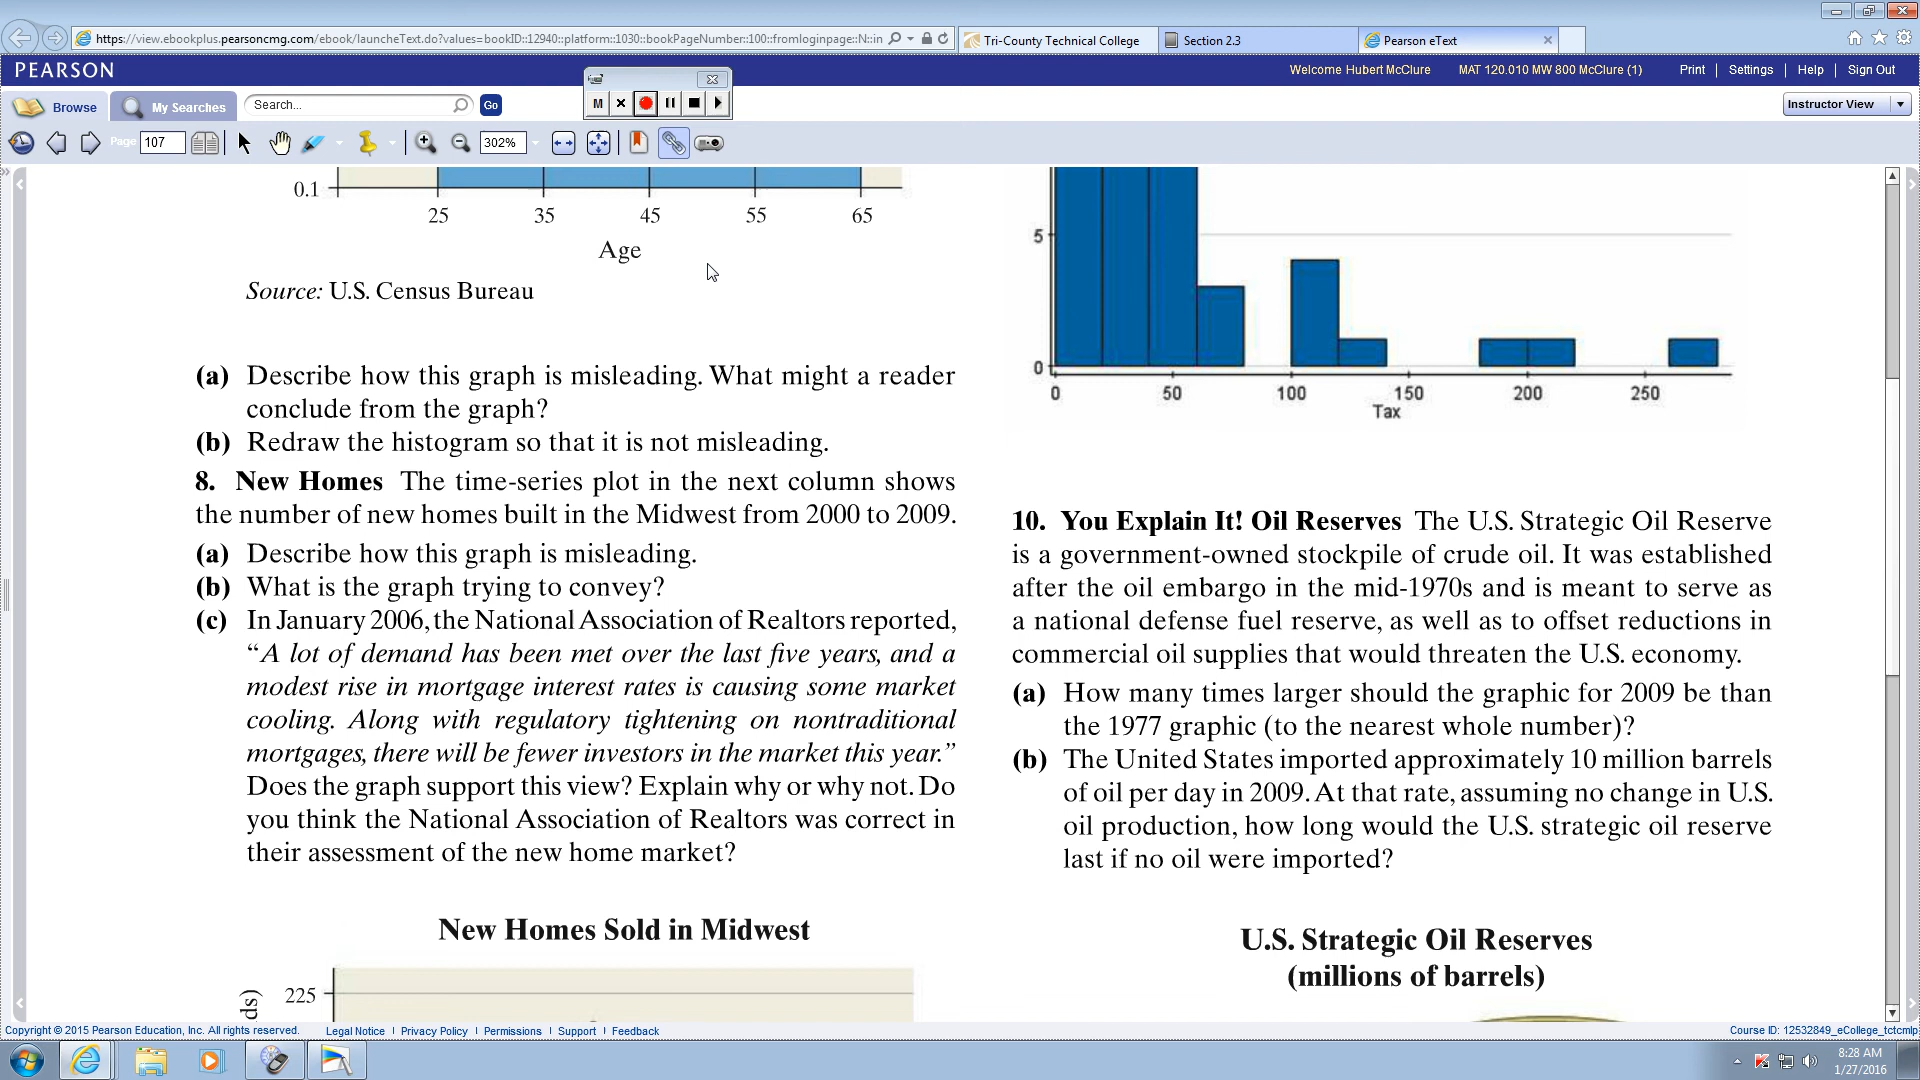 https://view.ebookplus.pearsoncmg.com/ebook/launcheText.do?values=bookID::12940::platform::1030::bookPageNumber::100::fromloginpage::N::in
Tri-County Technical College
Section 2.3
Pearson eText
PEARSON
Welcome Hubert McClure
MAT 120.010 MW 800 McClure (1)
Print
Settings
Help
Sign Out
Browse
My Searches
Search...
Go
M
Instructor View
Page
107
302%
0.1
25 35 45 55 65
Age
Source: U.S. Census Bureau
(a) Describe how this graph is misleading. What might a reader
conclude from the graph?
(b) Redraw the histogram so that it is not misleading.
8. New Homes The time-series plot in the next column shows
the number of new homes built in the Midwest from 2000 to 2009.
(a) Describe how this graph is misleading.
(b) What is the graph trying to convey?
(c) In January 2006, the National Association of Realtors reported,
“A lot of demand has been met over the last five years, and a
modest rise in mortgage interest rates is causing some market
cooling. Along with regulatory tightening on nontraditional
mortgages, there will be fewer investors in the market this year.”
Does the graph support this view? Explain why or why not. Do
you think the National Association of Realtors was correct in
their assessment of the new home market?
New Homes Sold in Midwest
225
ds)
5
0
0 50 100 150 200 250
Tax
10. You Explain It! Oil Reserves The U.S. Strategic Oil Reserve
is a government-owned stockpile of crude oil. It was established
after the oil embargo in the mid-1970s and is meant to serve as
a national defense fuel reserve, as well as to offset reductions in
commercial oil supplies that would threaten the U.S. economy.
(a) How many times larger should the graphic for 2009 be than
the 1977 graphic (to the nearest whole number)?
(b) The United States imported approximately 10 million barrels
of oil per day in 2009. At that rate, assuming no change in U.S.
oil production, how long would the U.S. strategic oil reserve
last if no oil were imported?
U.S. Strategic Oil Reserves
(millions of barrels)
Copyright © 2015 Pearson Education, Inc. All rights reserved.
Legal Notice | Privacy Policy | Permissions | Support | Feedback
Course ID: 12532849_eCollege_tctcmlp
8:28 AM
1/27/2016